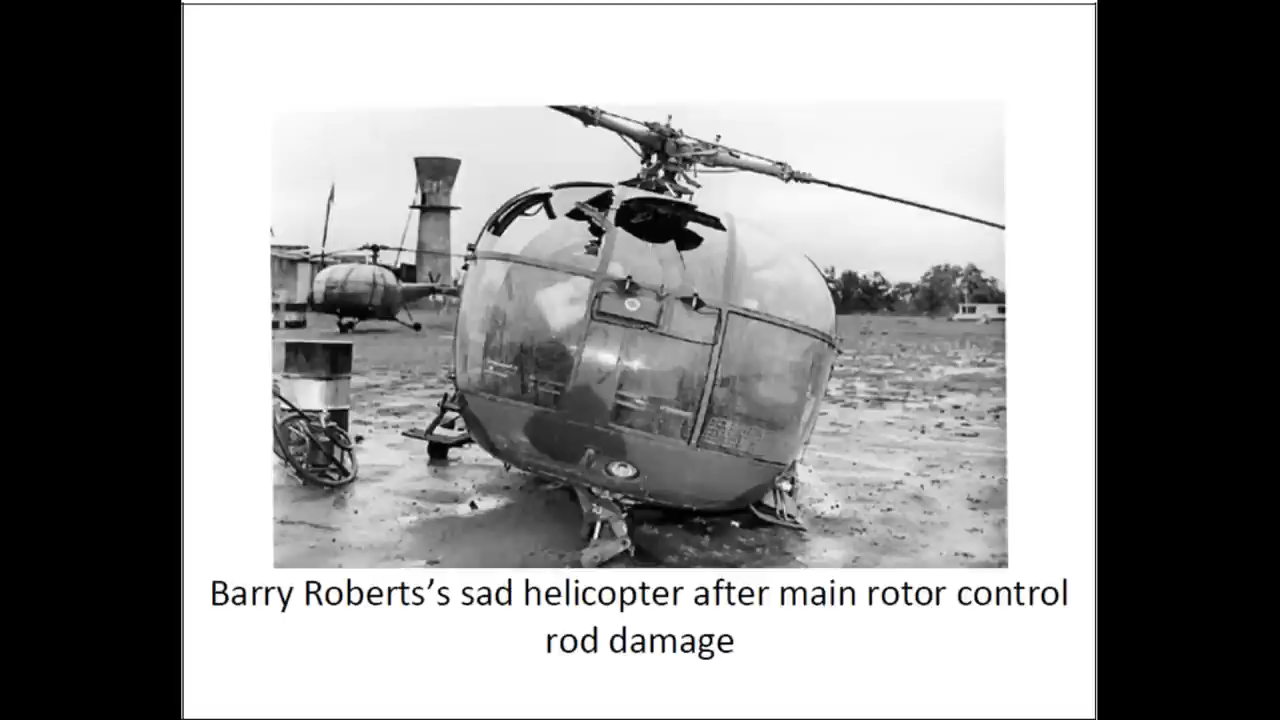 Barry Roberts’s sad helicopter after main rotor control
rod damage